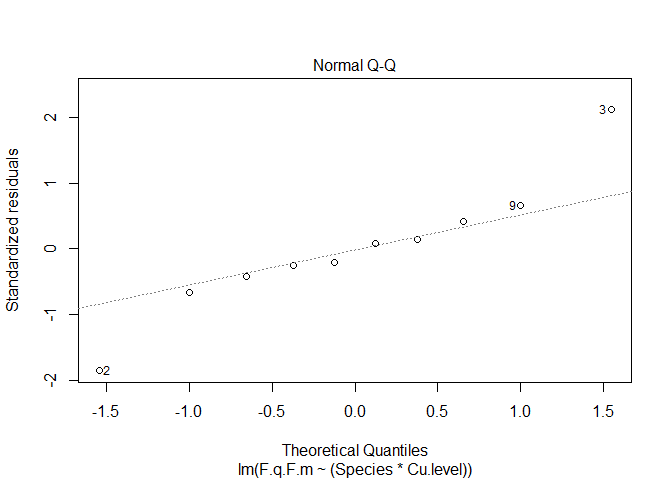 Normal Q-Q
Standardized residuals
2
1
0
-1
-2
3
9
2
-1.5 -1.0 -0.5 0.0 0.5 1.0 1.5
Theoretical Quantiles
lm(F.q.F.m ~ (Species * Cu.level))